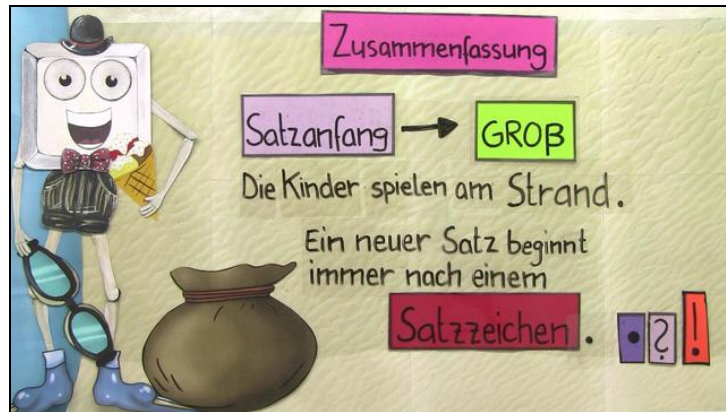 Zusammenfassung
Satzanfang → GROß
Die Kinder spielen am Strand.
Ein neuer Satz beginnt
immer nach einem
Satzzeichen. . ? !